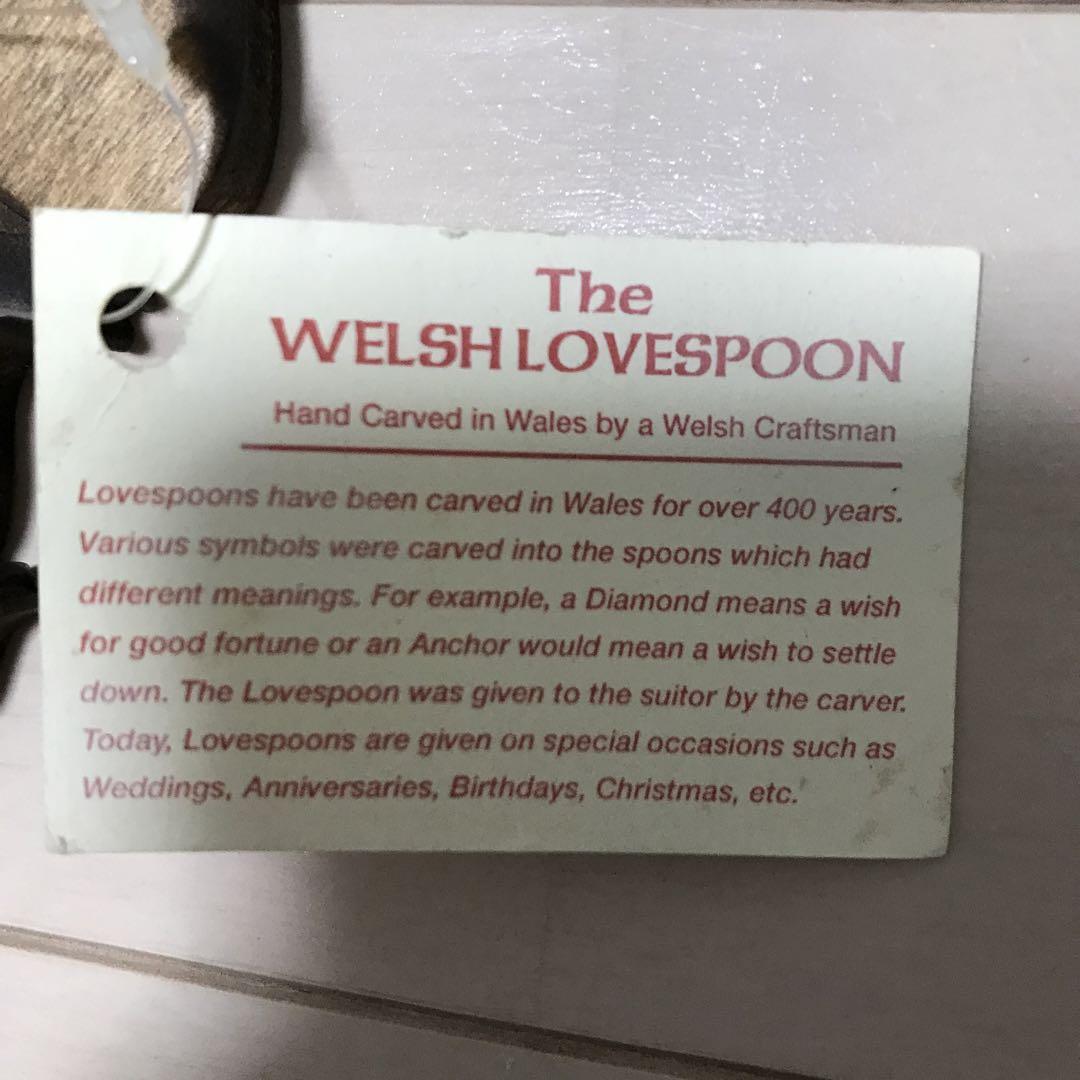 The
WELSH LOVESPOON
Hand Carved in Wales by a Welsh Craftsman
Lovespoons have been carved in Wales for over 400 years.
Various symbols were carved into the spoons which had
different meanings. For example, a Diamond means a wish
for good fortune or an Anchor would mean a wish to settle
down. The Lovespoon was given to the suitor by the carver.
Today, Lovespoons are given on special occasions such as
Weddings, Anniversaries, Birthdays, Christmas, etc.